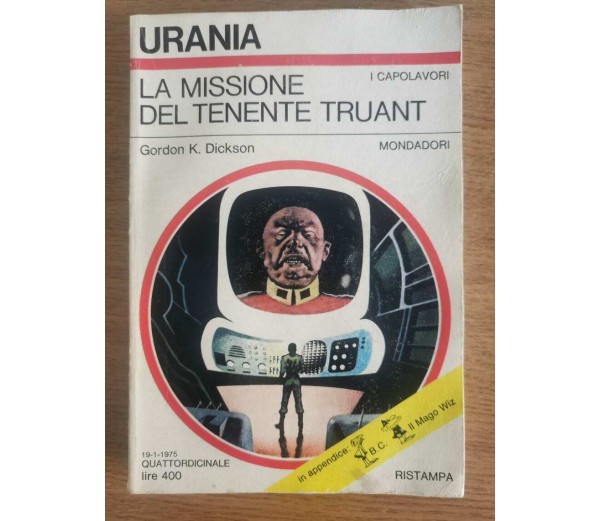 URANIA
I CAPOLAVORI
LA MISSIONE
DEL TENENTE TRUANT
Gordon K. Dickson
MONDADORI
in appendice: B.C. Il Mago Wiz
19-1-1975
QUATTORDICINALE
lire 400
RISTAMPA